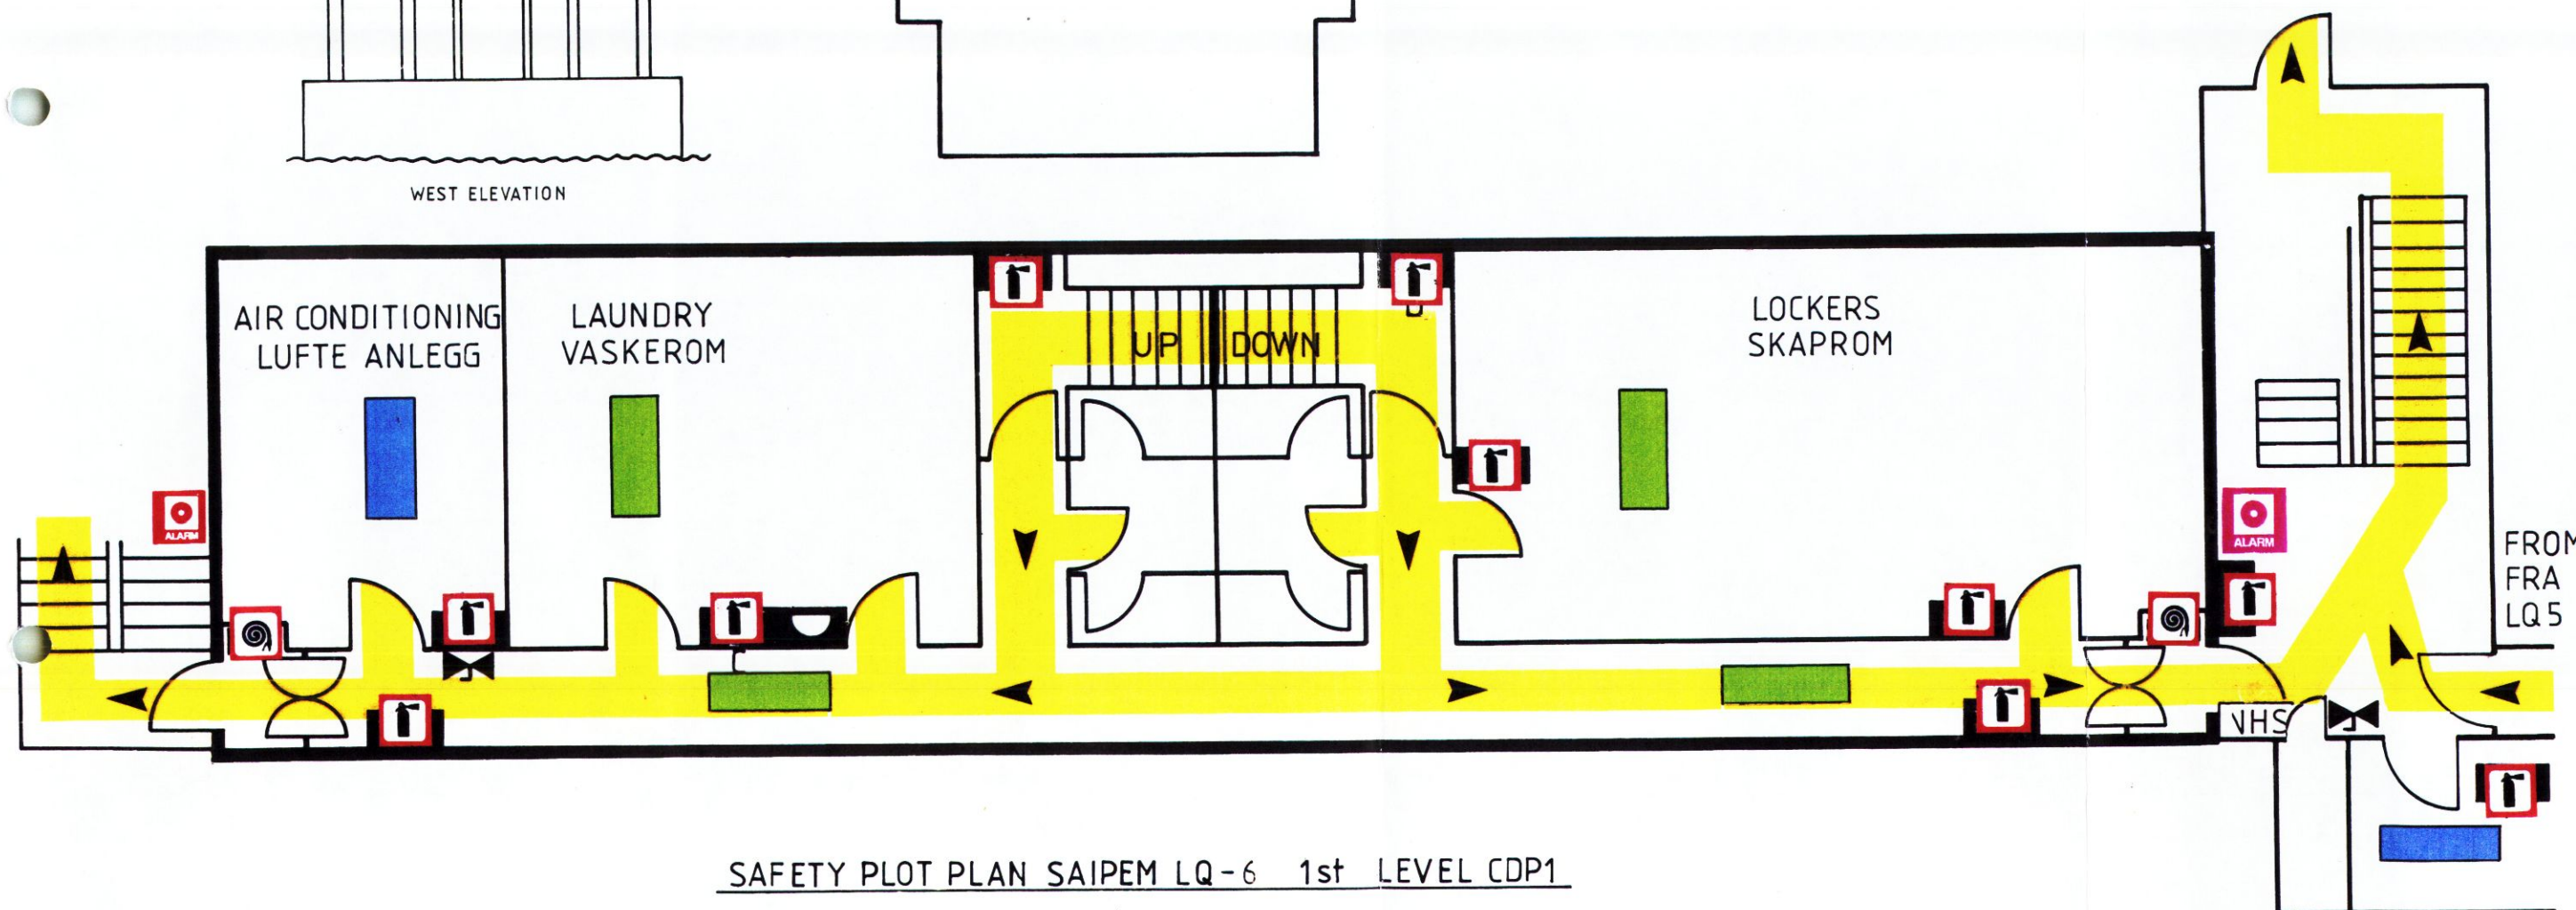 WEST ELEVATION
AIR CONDITIONING
LUFTE ANLEGG
LAUNDRY
VASKEROM
UP
DOWN
LOCKERS
SKAPROM
ALARM
ALARM
FROM
FRA
LQ5
VHS
SAFETY PLOT PLAN SAIPEM LQ-6 1st LEVEL CDP1